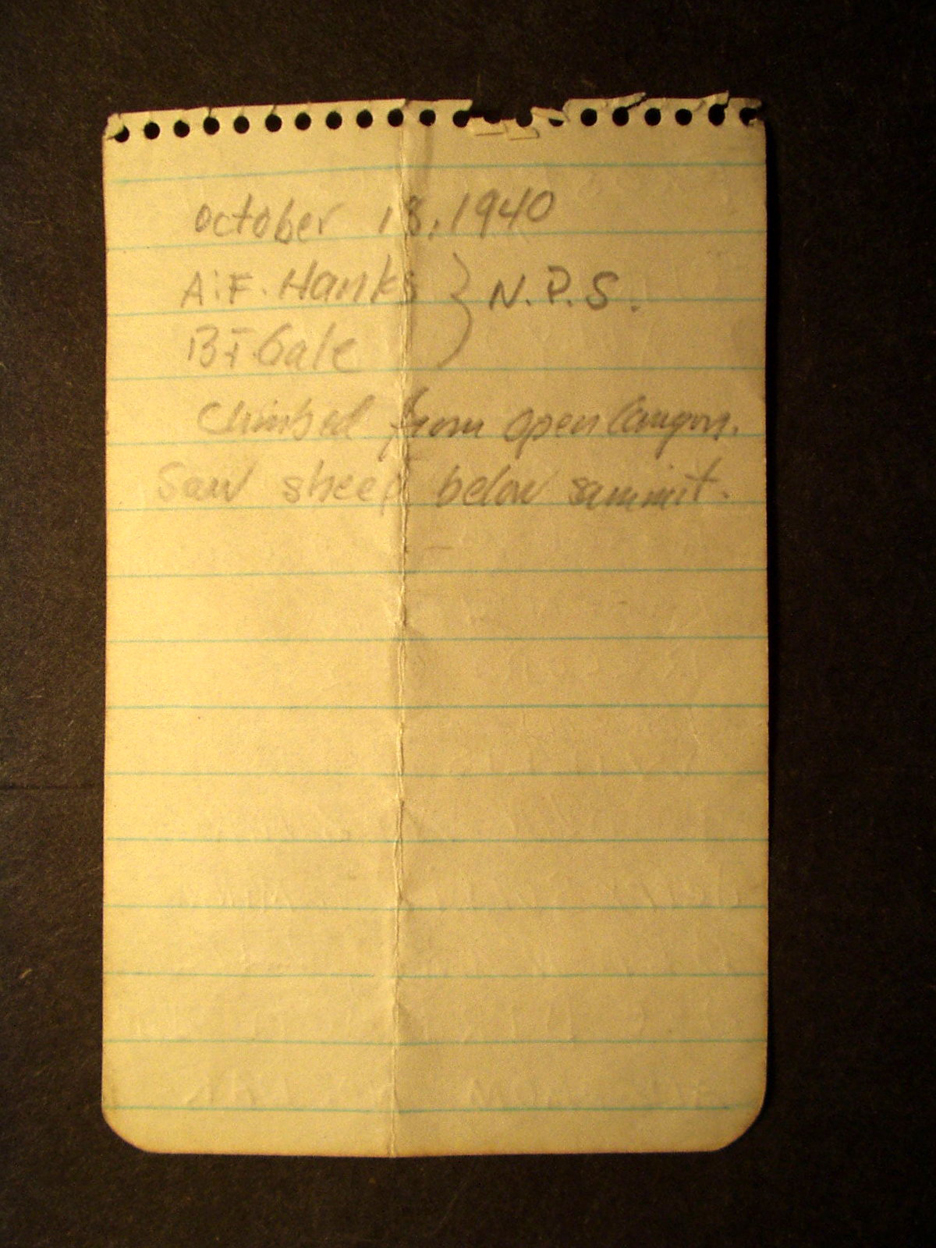 October 18, 1940
A.F. Hanks } N.P.S.
B.T. Gale
Climbed from open Canyon.
Saw sheep below summit.